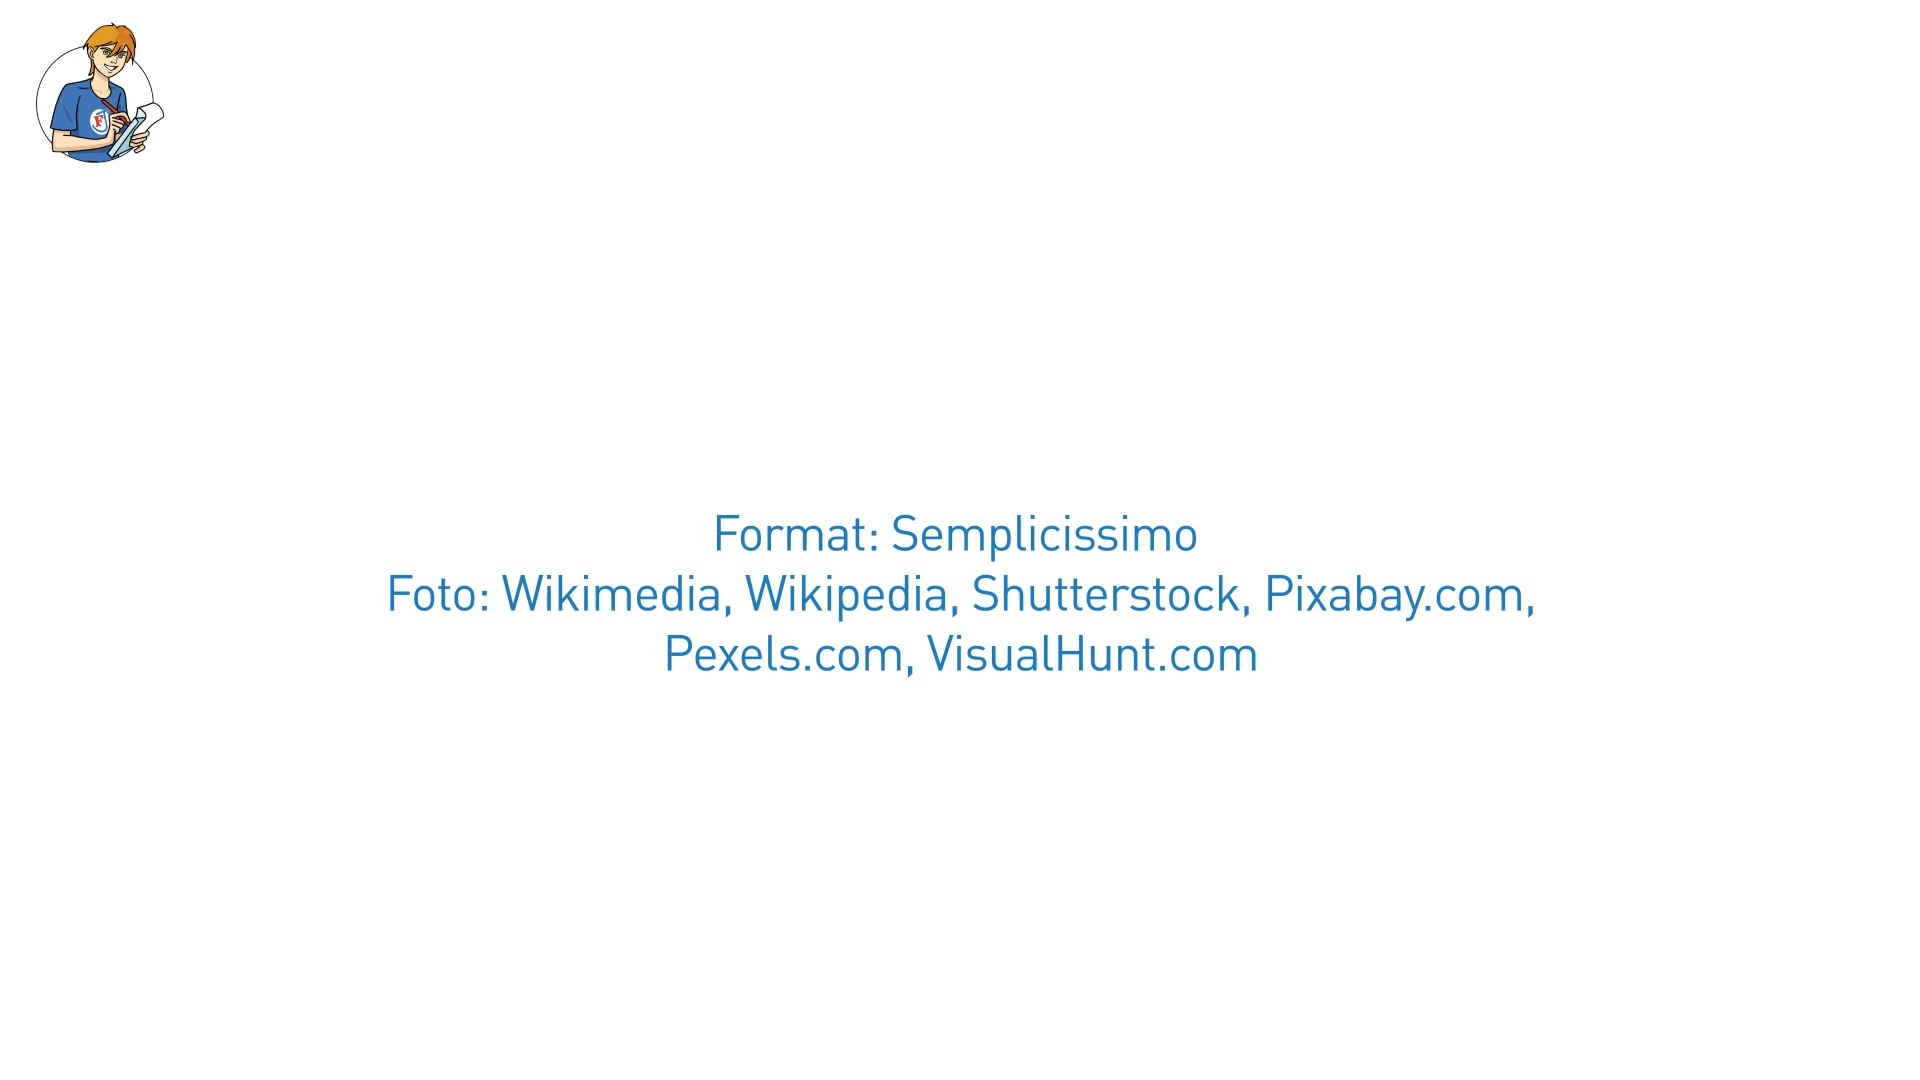 Format: Semplicissimo
Foto: Wikimedia, Wikipedia, Shutterstock, Pixabay.com,
Pexels.com, VisualHunt.com